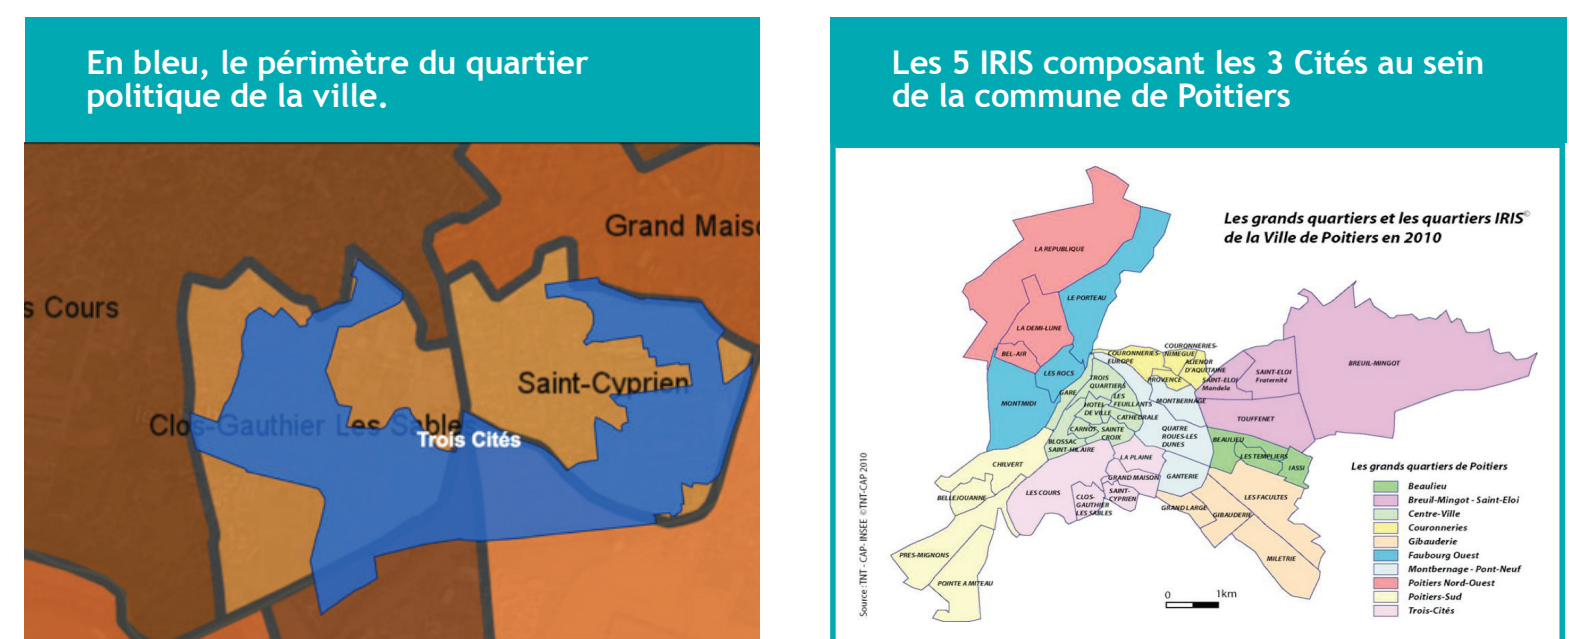 En bleu, le périmètre du quartier
politique de la ville.
Grand Maiso
s Cours
Saint-Cyprien
Clos-Gauthier Les Sables
Trois Cités
Les 5 IRIS composant les 3 Cités au sein
de la commune de Poitiers
Les grands quartiers et les quartiers IRIS©
de la Ville de Poitiers en 2010
LA REPUBLIQUE
LE PORTEAU
LA DEMI-LUNE
BEL-AIR
LES ROCS
MONTMIDI
COURONNERIES-
EUROPE
COURONNERIES-
NIMEGUE
ALIENOR
D'AQUITAINE
PROVENCE
SAINT-ELOI
Mandela
SAINT-ELOI
Fraternité
BREUIL-MINGOT
TROIS
QUARTIERS
GARE
LES
FEUILLANTS
MONTBERNAGE
HOTEL
DE VILLE
CATHEDRALE
TOUFFENET
CARNOT
SAINTE
CROIX
QUATRE
ROUES-LES
DUNES
BLOSSAC
SAINT-HILAIRE
BEAULIEU
LES TEMPLIERS
IASSI
LA PLAINE
CHILVERT
GRAND MAISON
GANTERIE
BELLEJOUANNE
LES COURS
CLOS-
GAUTHIER
LES SABLES
SAINT-
CYPRIEN
GRAND LARGE
GIBAUDERIE
LES FACULTES
PRES-MIGNONS
POINTE A MITEAU
MILETRIE
0 1km
Source : TNT - CAP- INSEE ©TNT-CAP 2010
Les grands quartiers de Poitiers
Beaulieu
Breuil-Mingot - Saint-Eloi
Centre-Ville
Couronneries
Gibauderie
Faubourg Ouest
Montbernage - Pont-Neuf
Poitiers Nord-Ouest
Poitiers-Sud
Trois-Cités